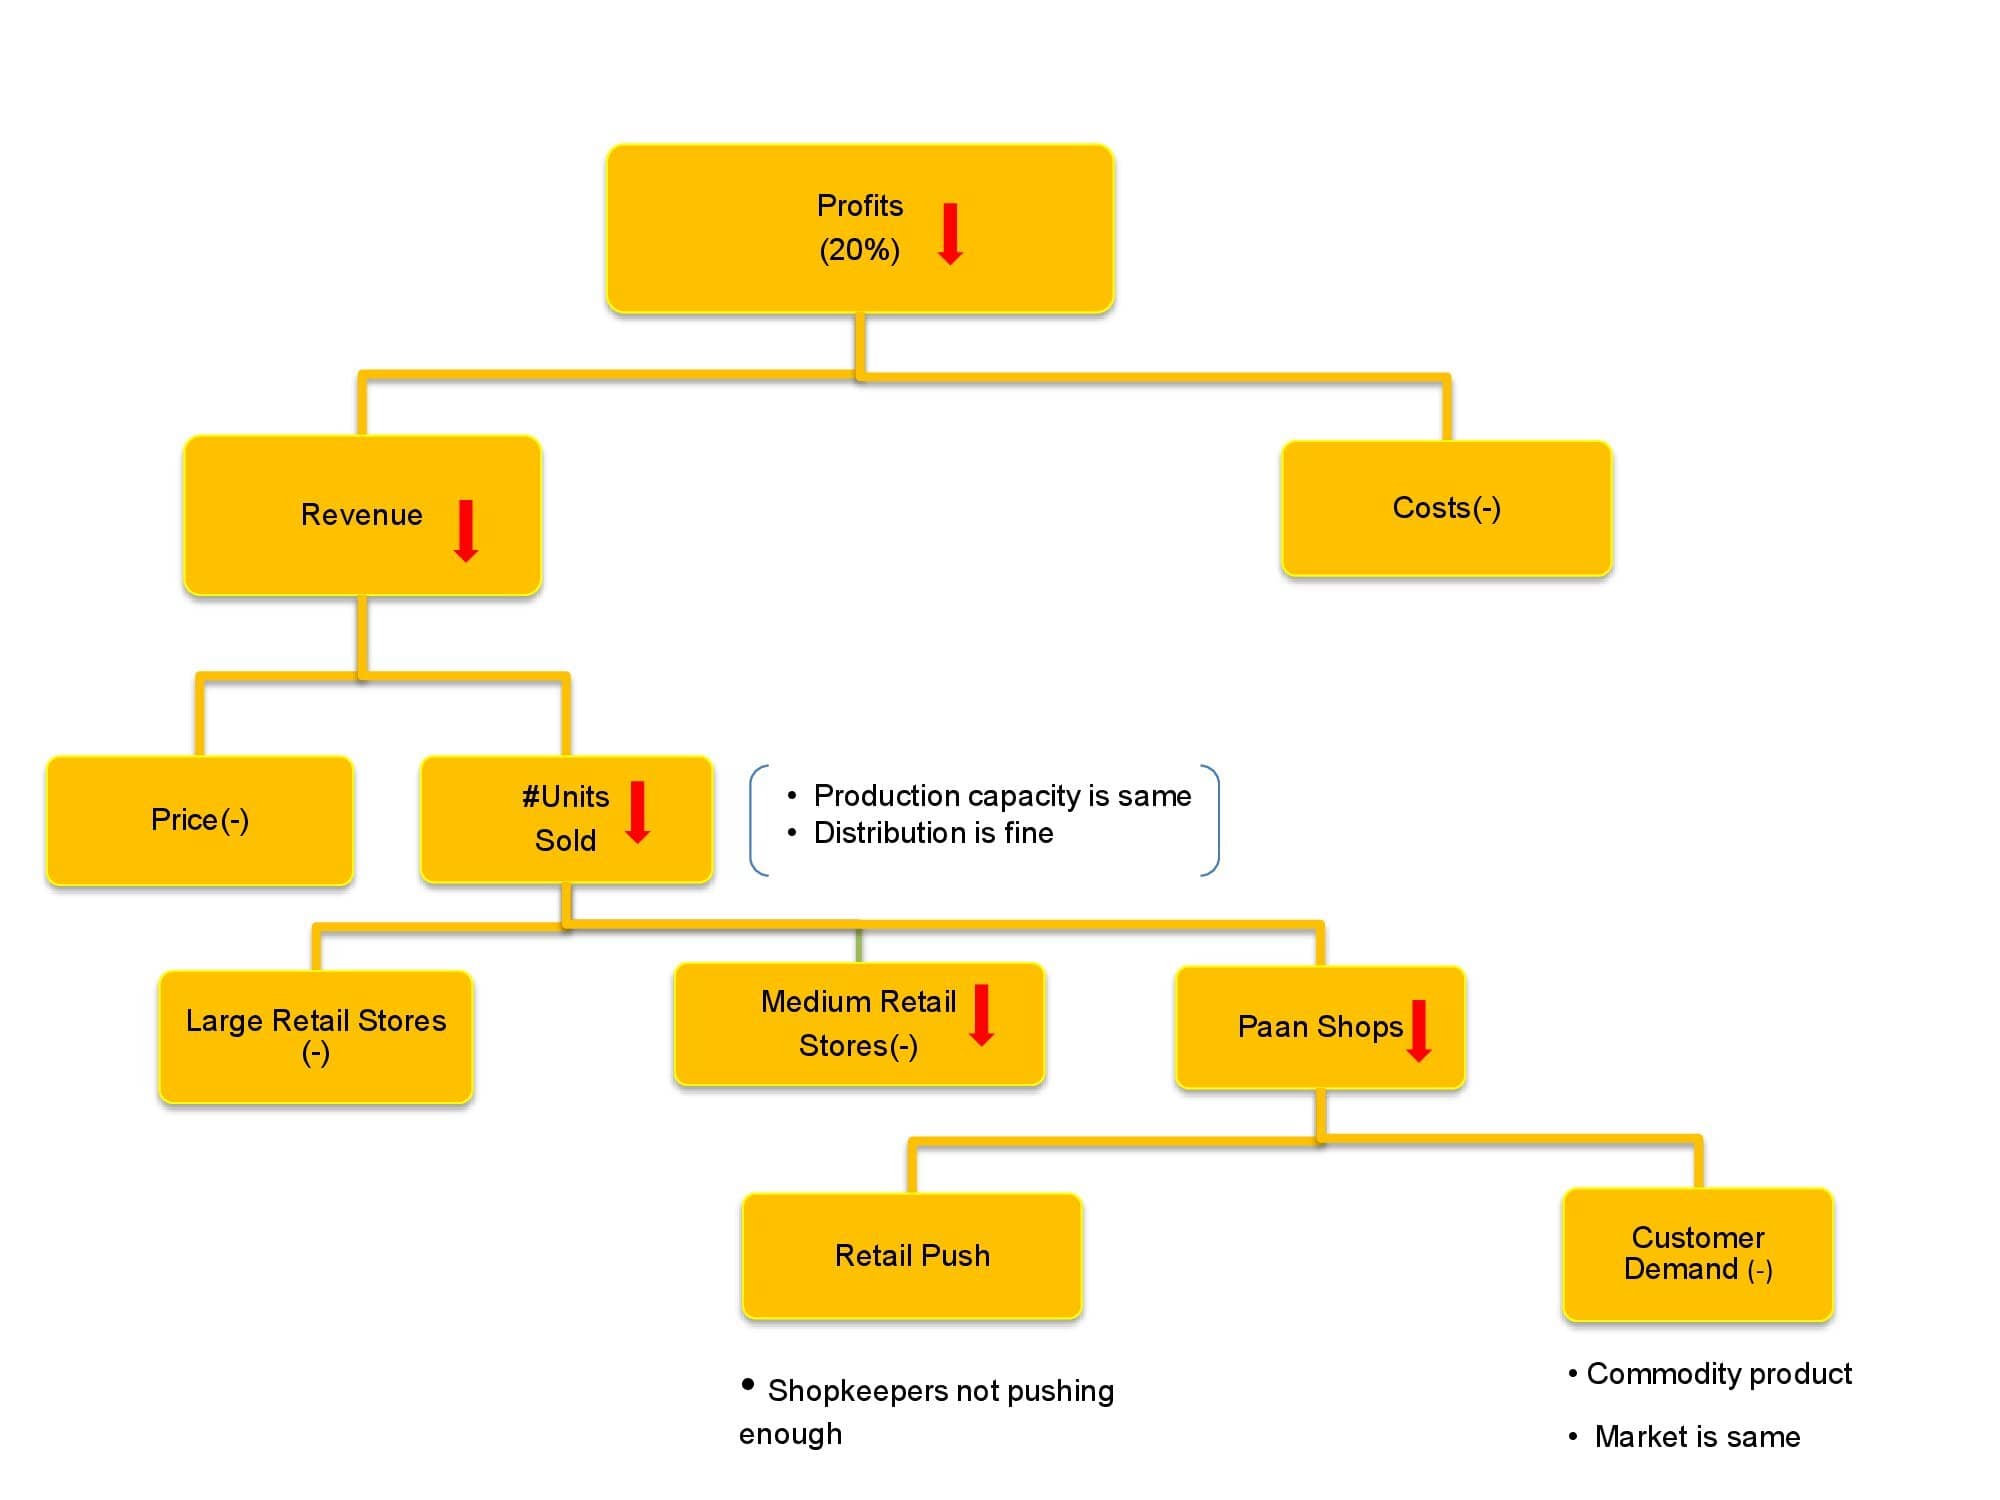 Profits
(20%)
Revenue
Costs(-)
Price(-)
#Units
Sold
• Production capacity is same
• Distribution is fine
Large Retail Stores
(-)
Medium Retail
Stores(-)
Paan Shops
Retail Push
Customer
Demand (-)
• Shopkeepers not pushing
enough
• Commodity product
• Market is same